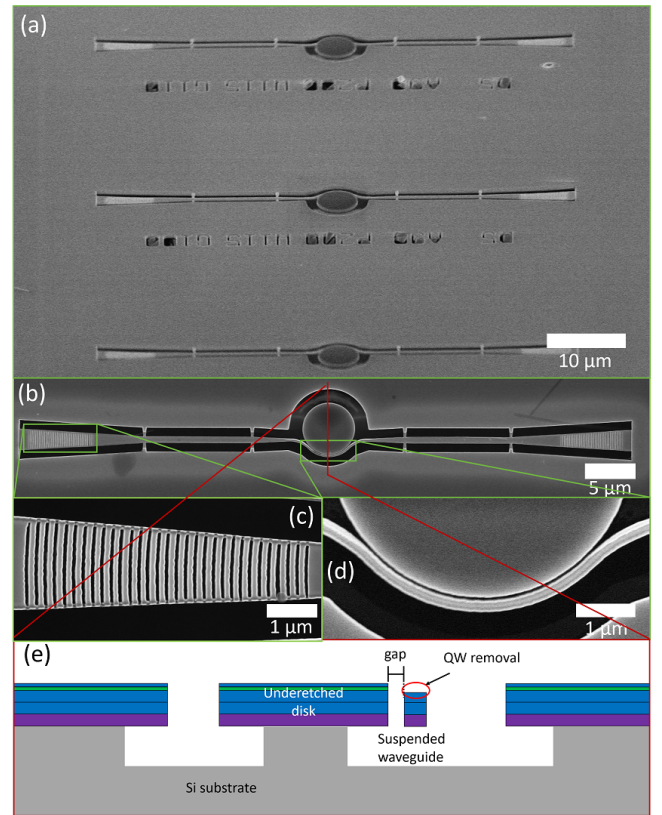 (a)
10 μm
(b)
5 μm
(c)
1 μm
(d)
1 μm
(e)
gap
QW removal
Underetched
disk
Suspended
waveguide
Si substrate